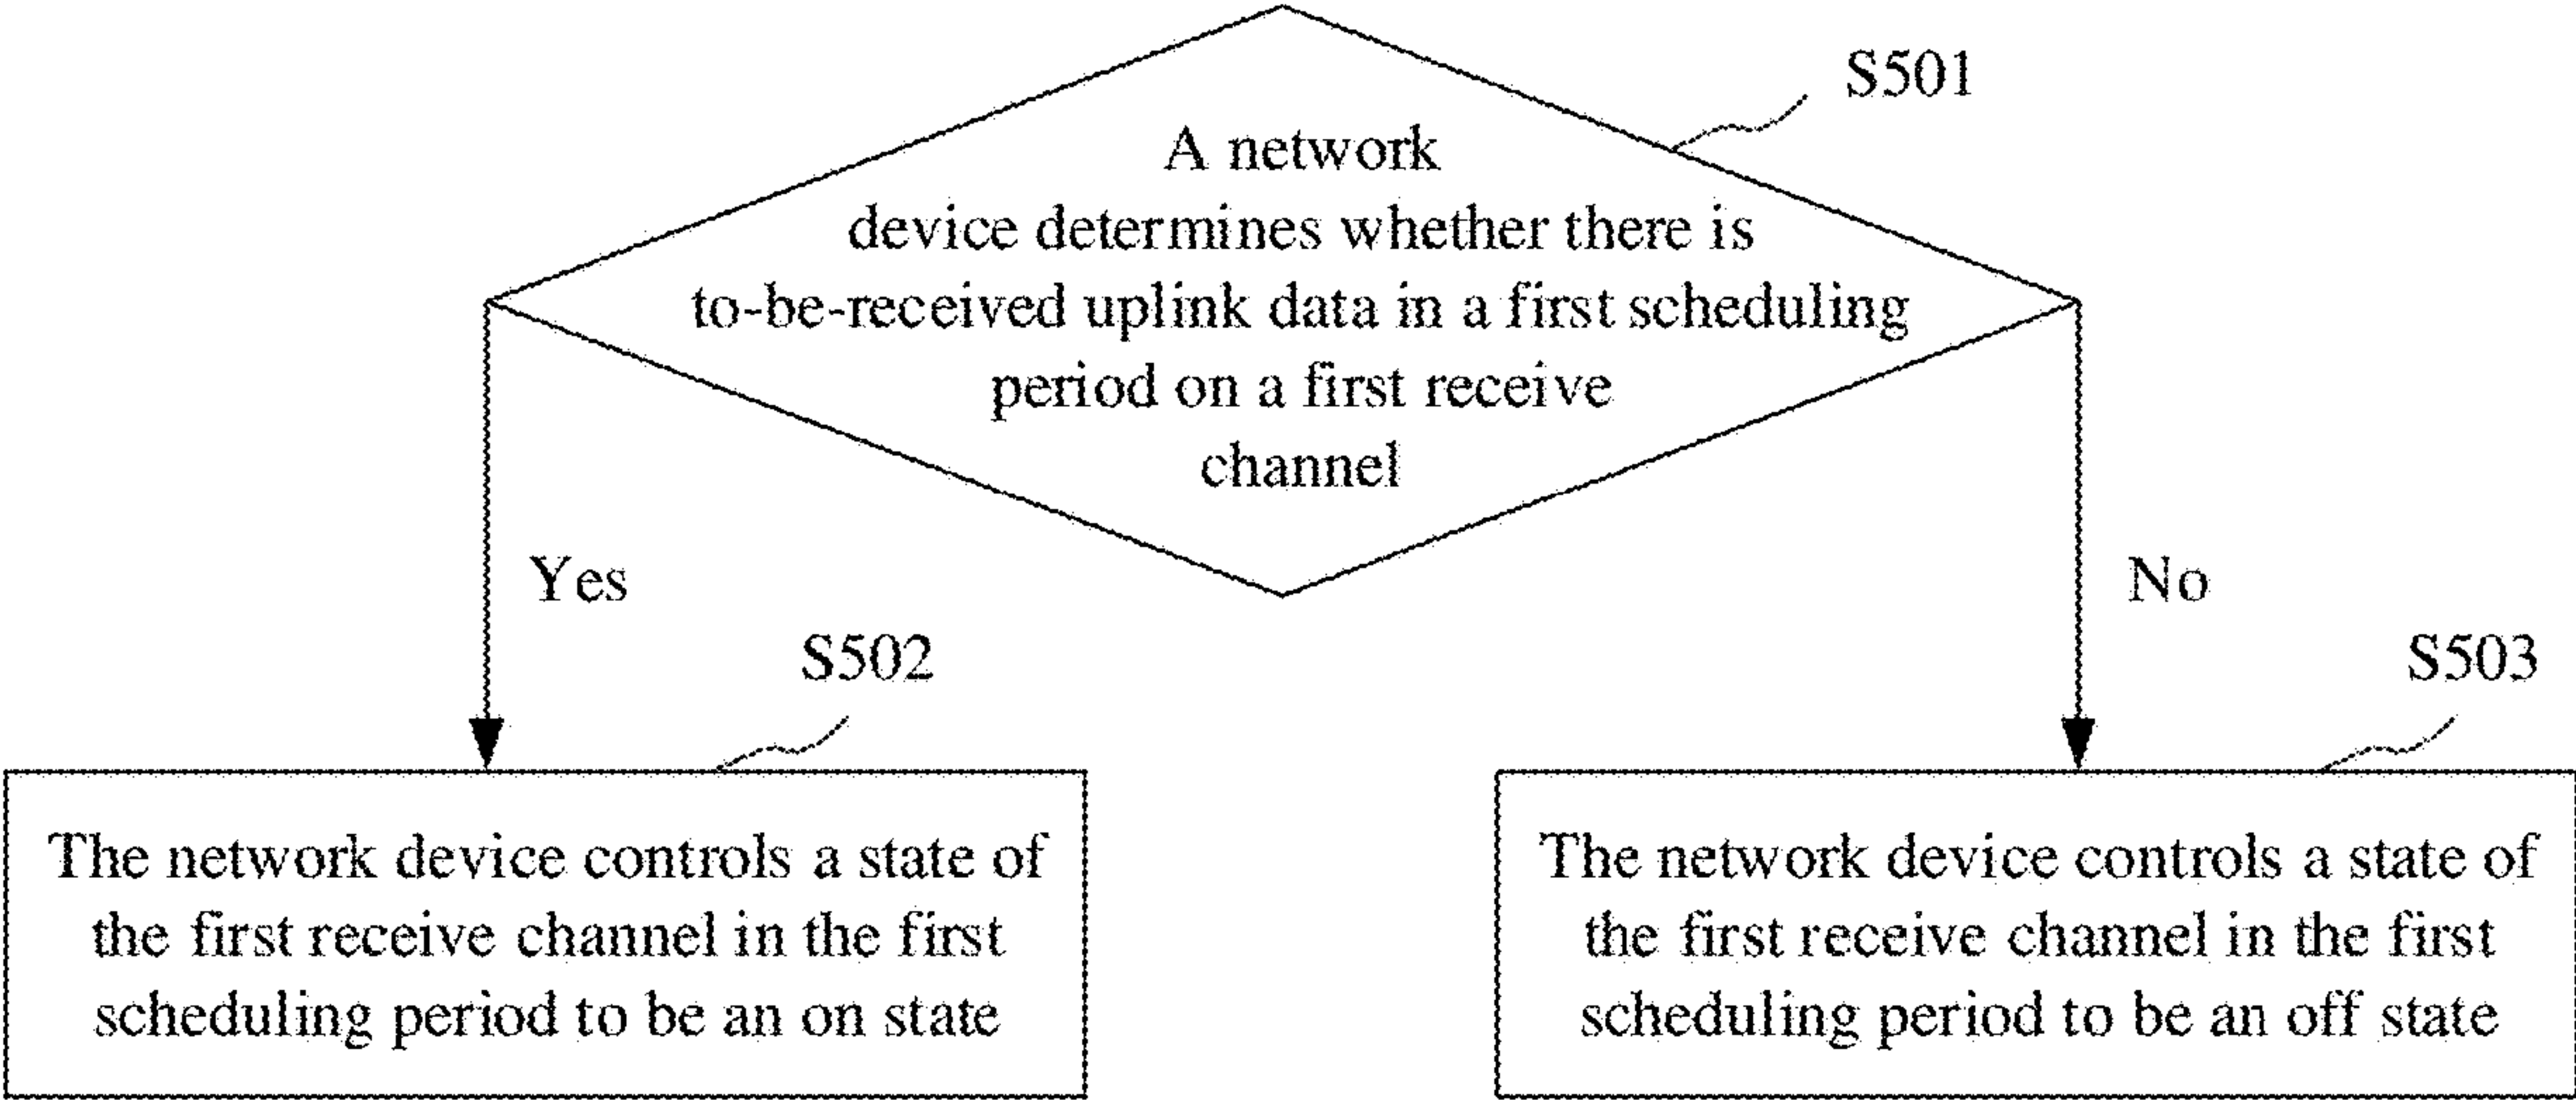 S501
A network
device determines whether there is
to-be-received uplink data in a first scheduling
period on a first receive
channel
Yes
No
S502
S503
The network device controls a state of
the first receive channel in the first
scheduling period to be an on state
The network device controls a state of
the first receive channel in the first
scheduling period to be an off state